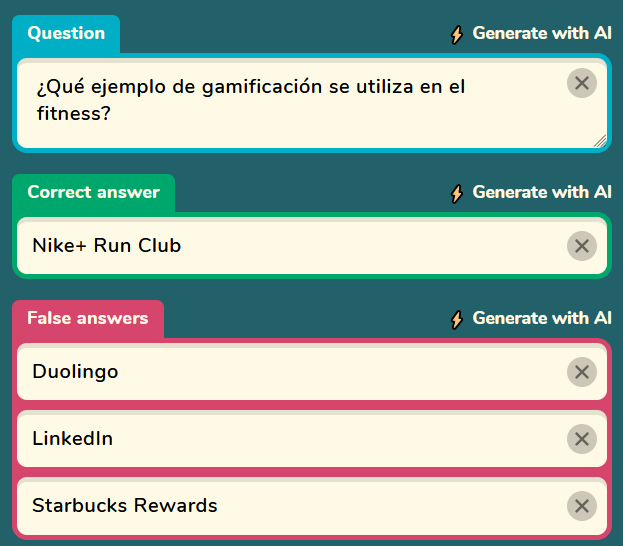 Question
Generate with AI
¿Qué ejemplo de gamificación se utiliza en el
fitness?
Correct answer
Generate with AI
Nike+ Run Club
False answers
Generate with AI
Duolingo
LinkedIn
Starbucks Rewards